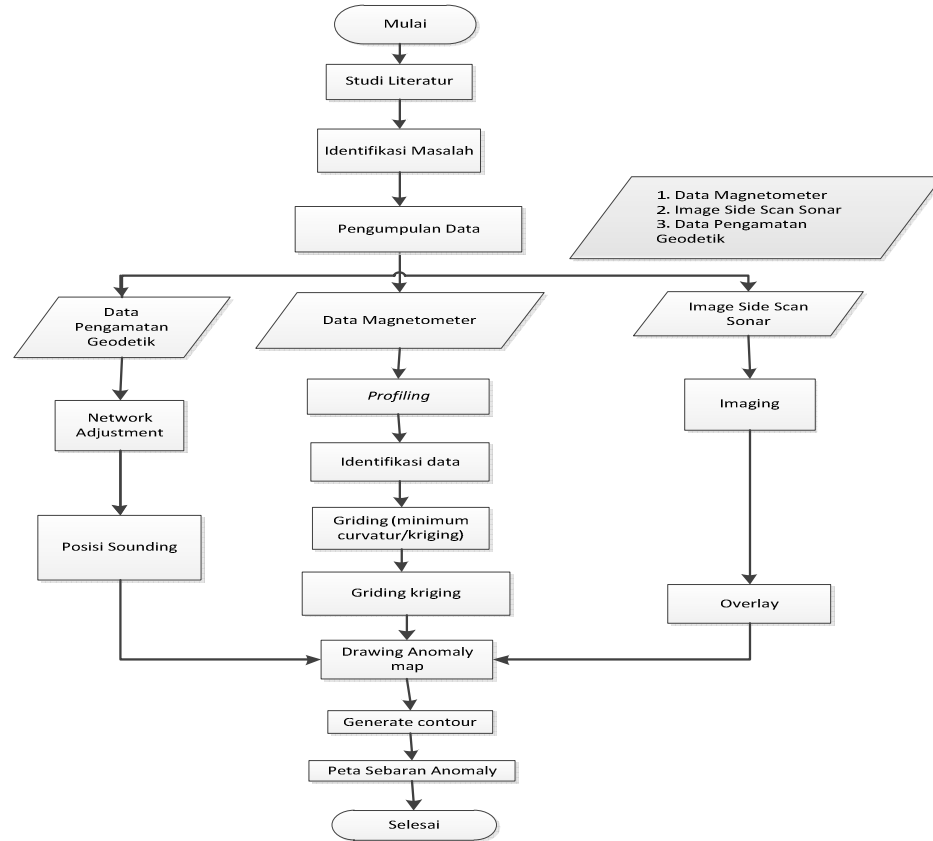 Mulai
Studi Literatur
Identifikasi Masalah
Pengumpulan Data
1. Data Magnetometer
2. Image Side Scan Sonar
3. Data Pengamatan
Geodetik
Data
Pengamatan
Geodetik
Data Magnetometer
Image Side Scan
Sonar
Profiling
Imaging
Network
Adjustment
Identifikasi data
Griding (minimum
curvatur/kriging)
Posisi Sounding
Griding kriging
Overlay
Drawing Anomaly
map
Generate contour
Peta Sebaran Anomaly
Selesai